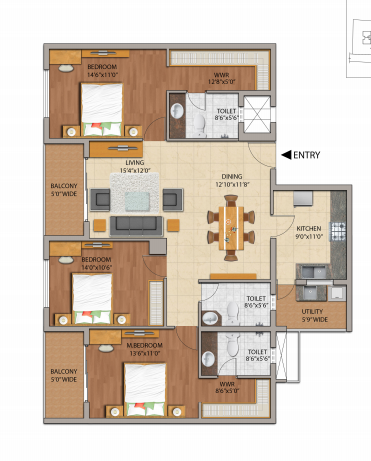 BEDROOM
14'6"x11'0"
WWR
12'8"x5'0"
TOILET
8'6"x5'6"
LIVING
15'4"x12'0"
ENTRY
DINING
12'10"x11'8"
BALCONY
5'0" WIDE
KITCHEN
9'0"x11'0"
BEDROOM
14'0"x10'6"
TOILET
8'6"x5'6"
UTILITY
5'9" WIDE
M.BEDROOM
13'6"x11'0"
TOILET
8'6"x5'6"
BALCONY
5'0" WIDE
WWR
8'6"x5'0"